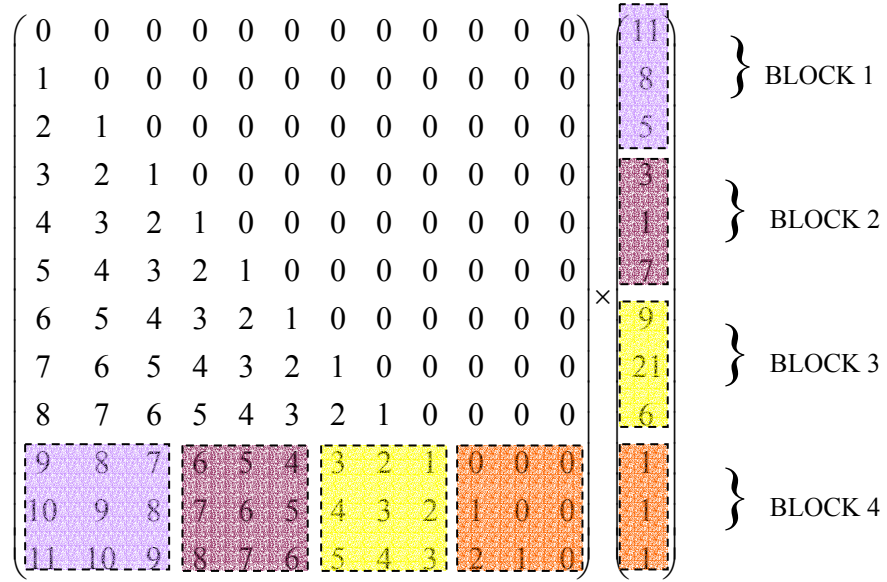 0 0 0 0 0 0 0 0 0 0 0 0 11
1 0 0 0 0 0 0 0 0 0 0 0 8 } BLOCK 1
2 1 0 0 0 0 0 0 0 0 0 0 5
3 2 1 0 0 0 0 0 0 0 0 0 3
4 3 2 1 0 0 0 0 0 0 0 0 1 } BLOCK 2
5 4 3 2 1 0 0 0 0 0 0 0 7
6 5 4 3 2 1 0 0 0 0 0 0 × 9
7 6 5 4 3 2 1 0 0 0 0 0 21 } BLOCK 3
8 7 6 5 4 3 2 1 0 0 0 0 6
9 8 7 6 5 4 3 2 1 0 0 0 1
10 9 8 7 6 5 4 3 2 1 0 0 1 } BLOCK 4
11 10 9 8 7 6 5 4 3 2 1 0 1